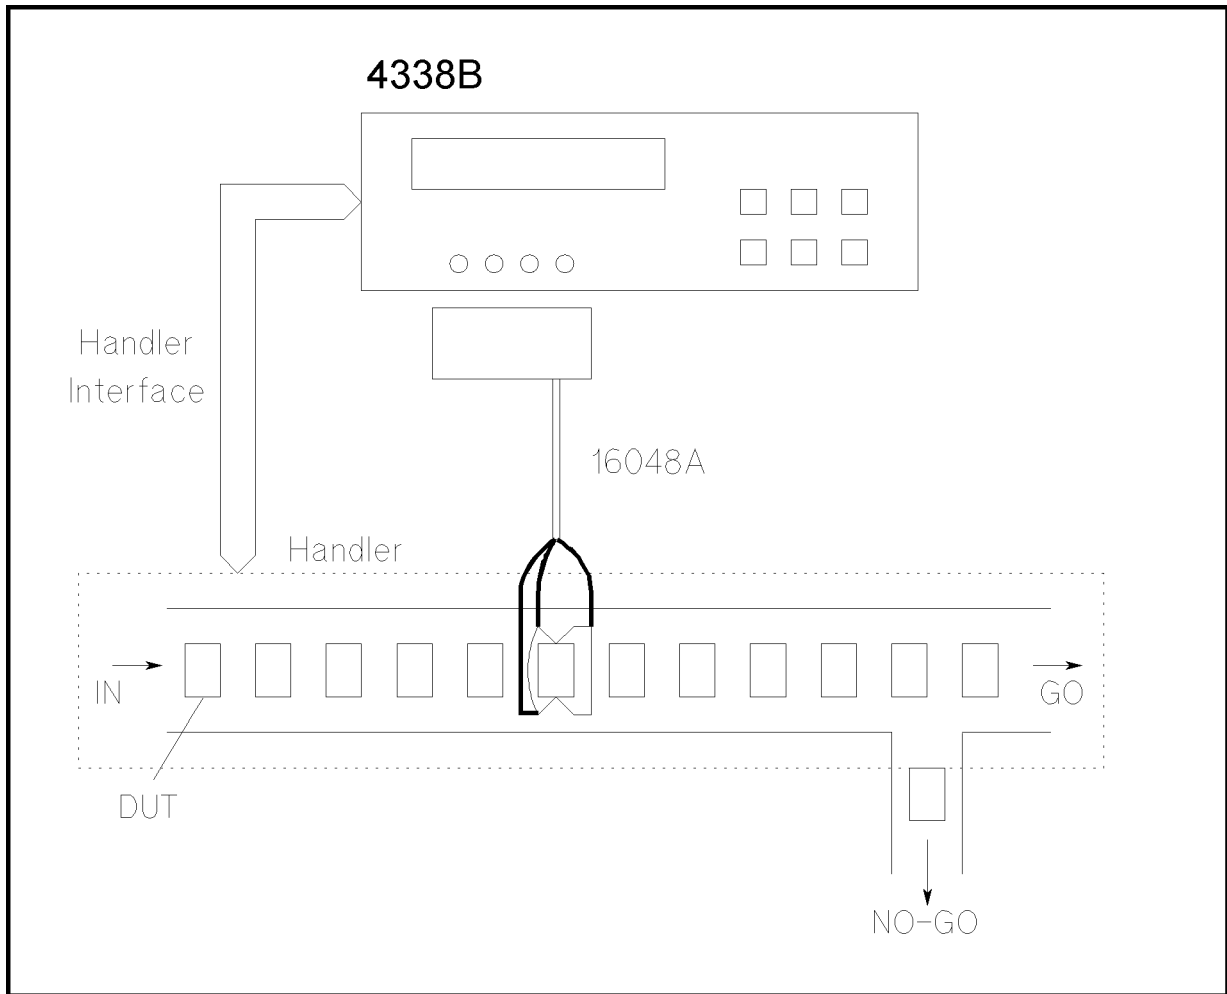 4338B
Handler
Interface
16048A
Handler
IN
GO
DUT
NO-GO